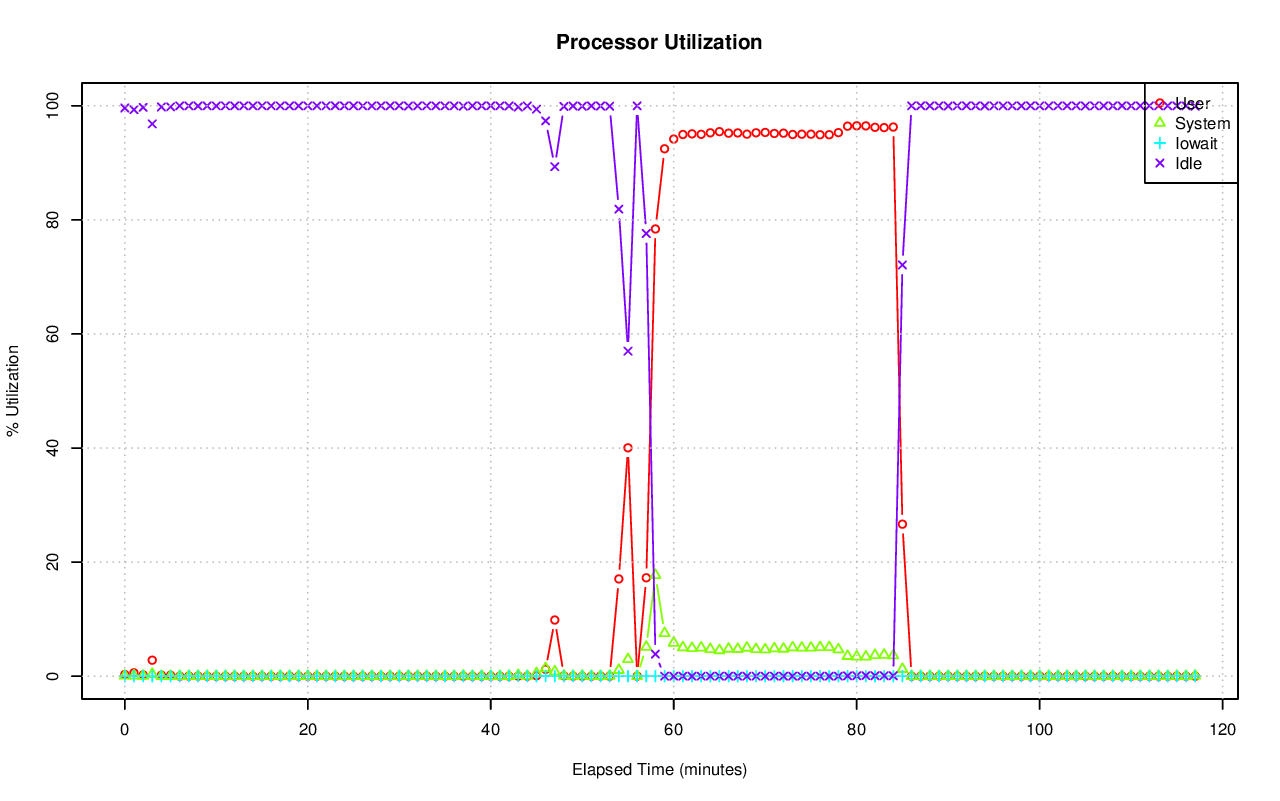 Processor Utilization
% Utilization
100
80
60
40
20
0
User
System
Iowait
Idle
0 20 40 60 80 100 120
Elapsed Time (minutes)